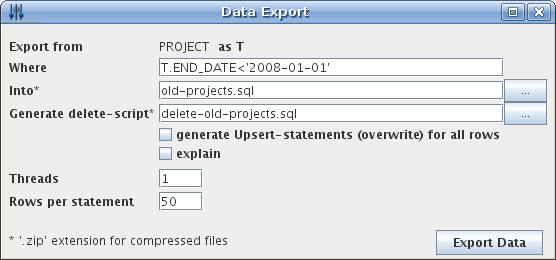 Data Export
Export from PROJECT as T
Where T.END_DATE<'2008-01-01'
Into* old-projects.sql ...
Generate delete-script* delete-old-projects.sql ...
generate Upsert-statements (overwrite) for all rows
explain
Threads 1
Rows per statement 50
* '.zip' extension for compressed files Export Data